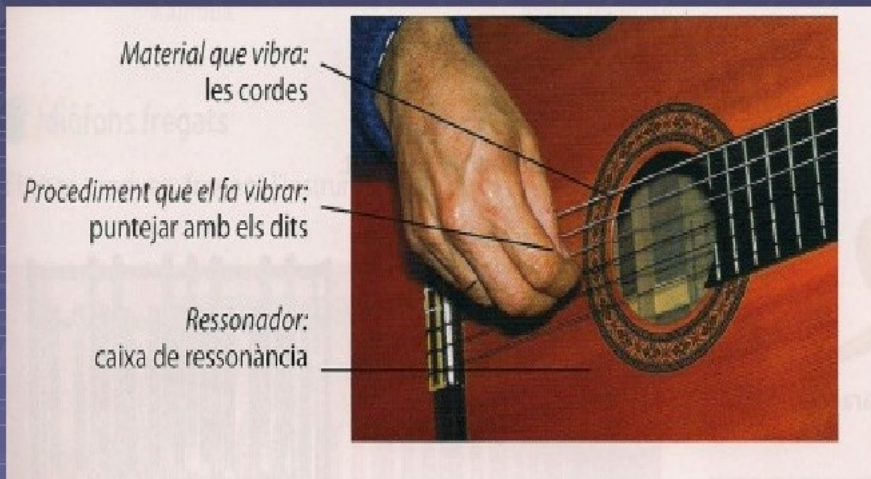 Material que vibra:
les cordes
Procediment que el fa vibrar:
puntejar amb els dits
Ressonador:
caixa de ressonància